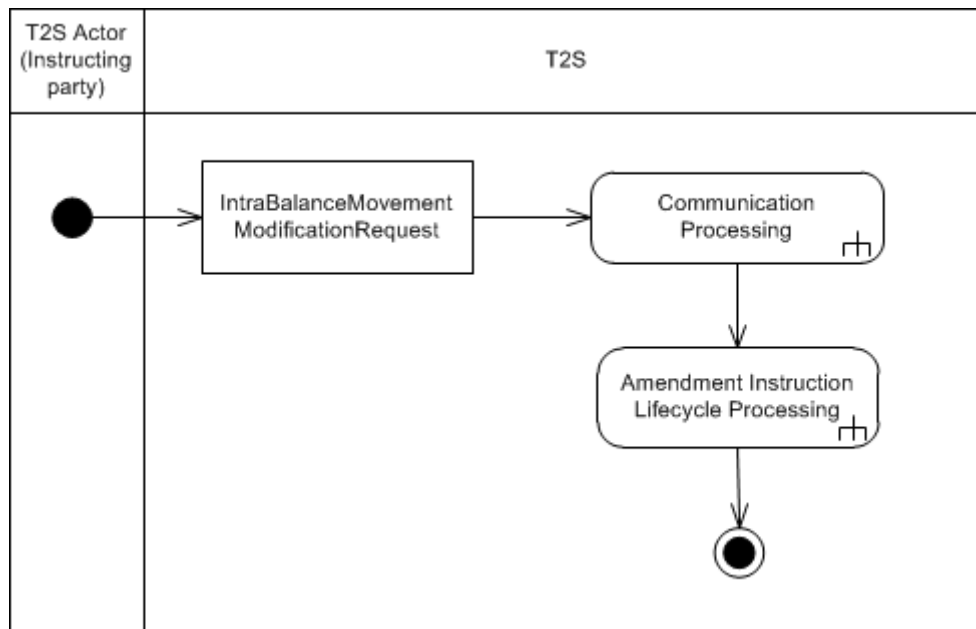 T2S Actor
(Instructing
party)
T2S
IntraBalanceMovement
ModificationRequest
Communication
Processing
Amendment Instruction
Lifecycle Processing